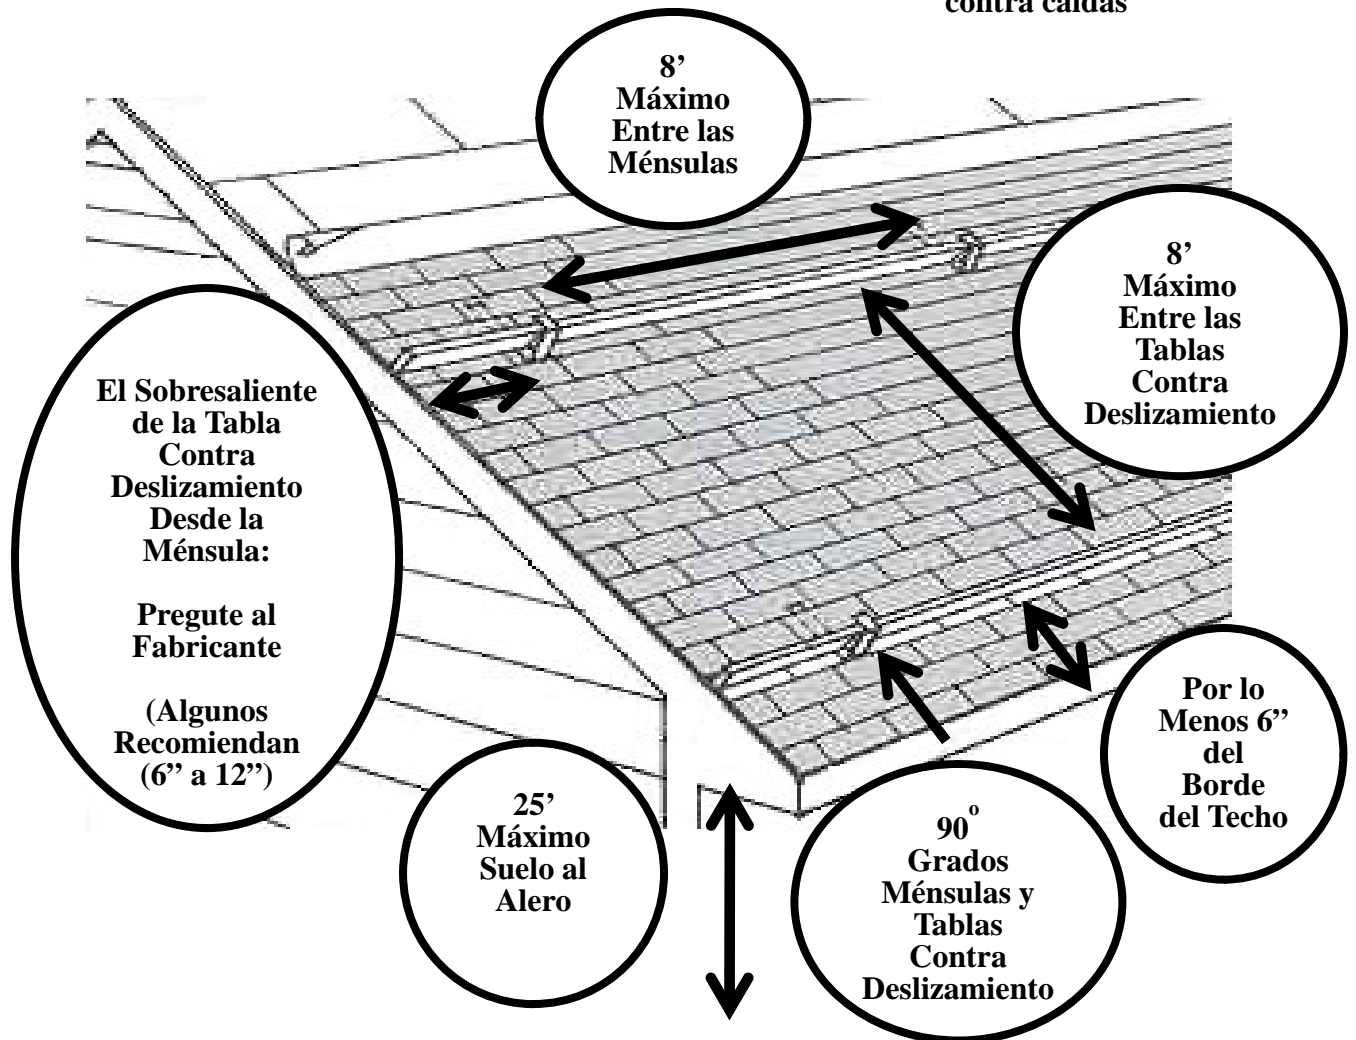 contra caídas
8’
Máximo
Entre las
Ménsulas
8’
Máximo
Entre las
Tablas
Contra
Deslizamiento
El Sobresaliente
de la Tabla
Contra
Deslizamiento
Desde la
Ménsula:
Pregute al
Fabricante
(Algunos
Recomiendan
(6” a 12”)
Por lo
Menos 6”
del
Borde
del Techo
25’
Máximo
Suelo al
Alero
90°
Grados
Ménsulas y
Tablas
Contra
Deslizamiento